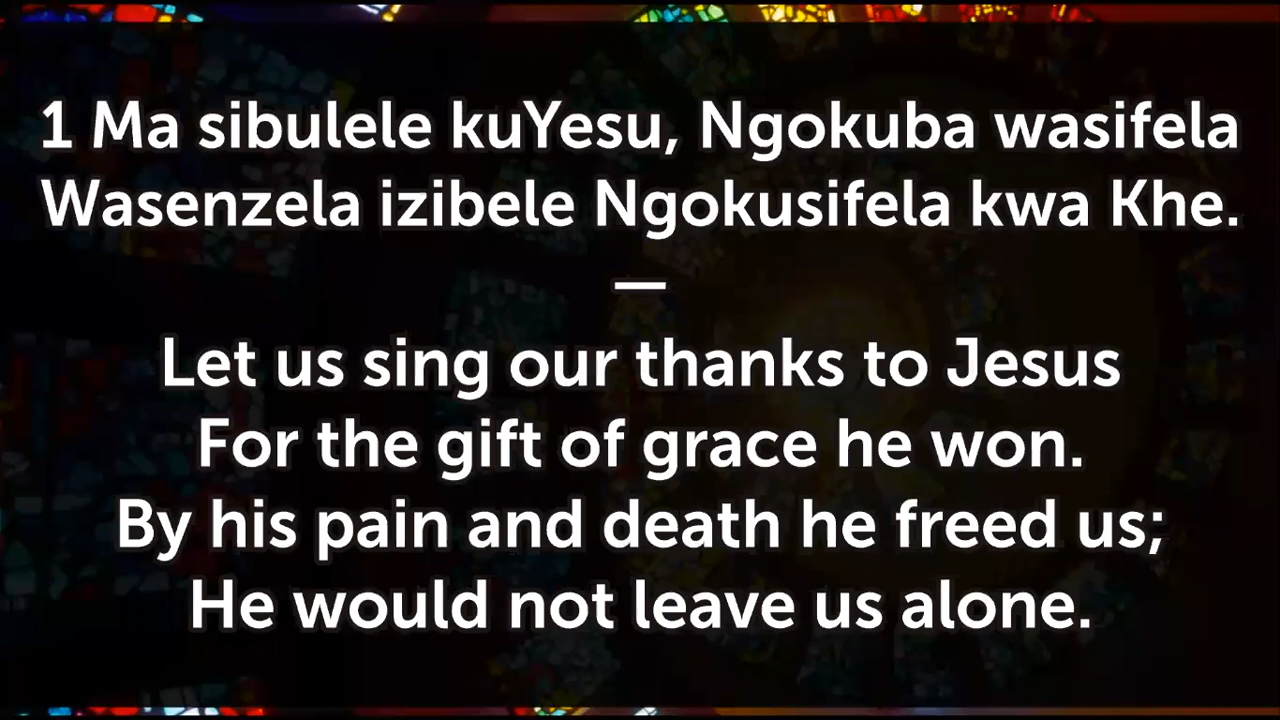 1 Ma sibulele kuYesu, Ngokuba wasifela
Wasenzela izibele Ngokusifela kwa Khe.
—
Let us sing our thanks to Jesus
For the gift of grace he won.
By his pain and death he freed us;
He would not leave us alone.